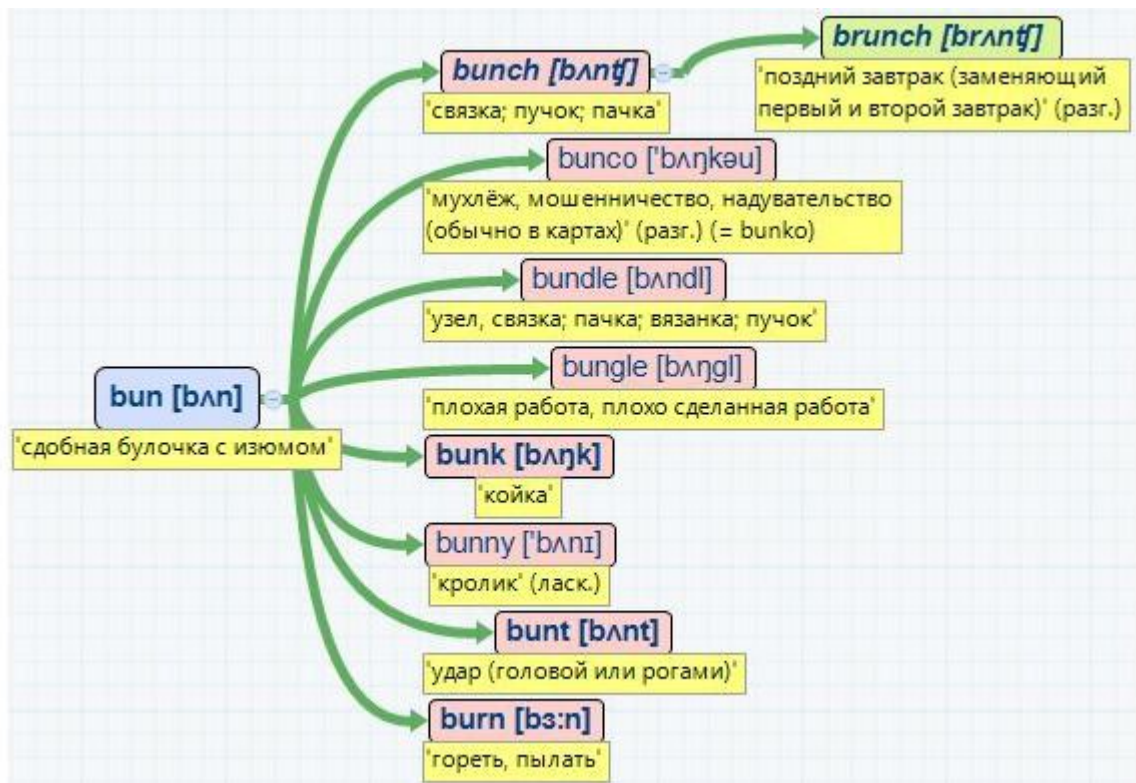 bunch [bʌnʧ]
'связка; пучок; пачка'
brunch [brʌnʧ]
'поздний завтрак (заменяющий
первый и второй завтрак)' (разг.)
bunco ['bʌŋkəu]
'мухлёж, мошенничество, надувательство
(обычно в картах)' (разг.) (= bunko)
bundle [bʌndl]
'узел, связка; пачка; вязанка; пучок'
bungle [bʌŋgl]
'плохая работа, плохо сделанная работа'
bun [bʌn]
'сдобная булочка с изюмом'
bunk [bʌŋk]
'койка'
bunny ['bʌnɪ]
'кролик' (ласк.)
bunt [bʌnt]
'удар (головой или рогами)'
burn [bɜ:n]
'гореть, пылать'